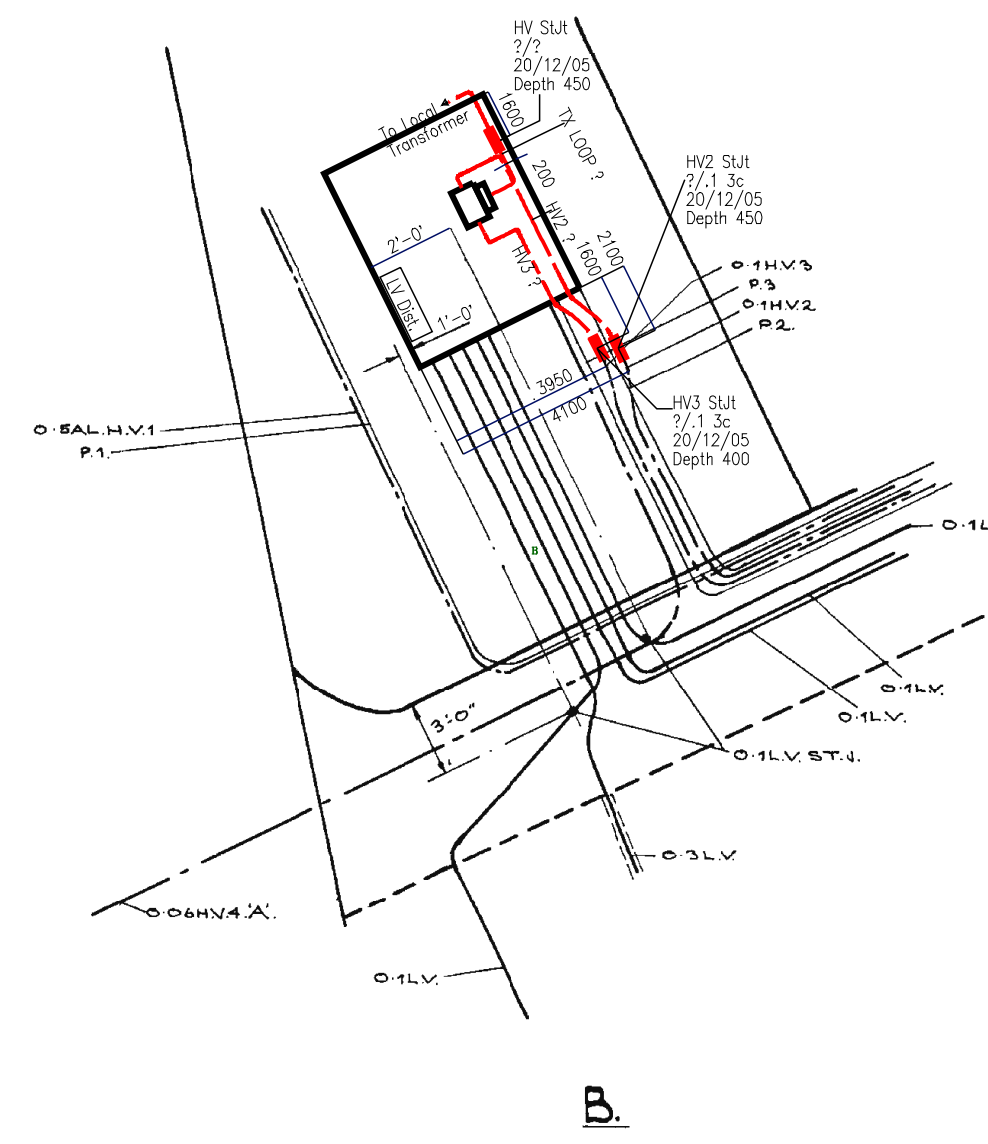 HV StJt
?/?
20/12/05
Depth 450
1600
To Local
Transformer
TX LOOP ?
200
HV2 StJt
?/.1 3c
20/12/05
Depth 450
HV2 ?
2'-0'
2100
1600
HV3 ?
0.1H.V.3
P.3
0.1H.V.2
P.2.
LV Dist.
1'-0'
3950
4100
HV3 StJt
?/.1 3c
20/12/05
Depth 400
0.5AL.H.V.1
P.1.
0.1L
B
0.1L.V.
0.1L.V.
3'-0"
0.1L.V. ST.J.
0.3L.V.
0.06H.V.4.'A'.
0.1L.V.
B.